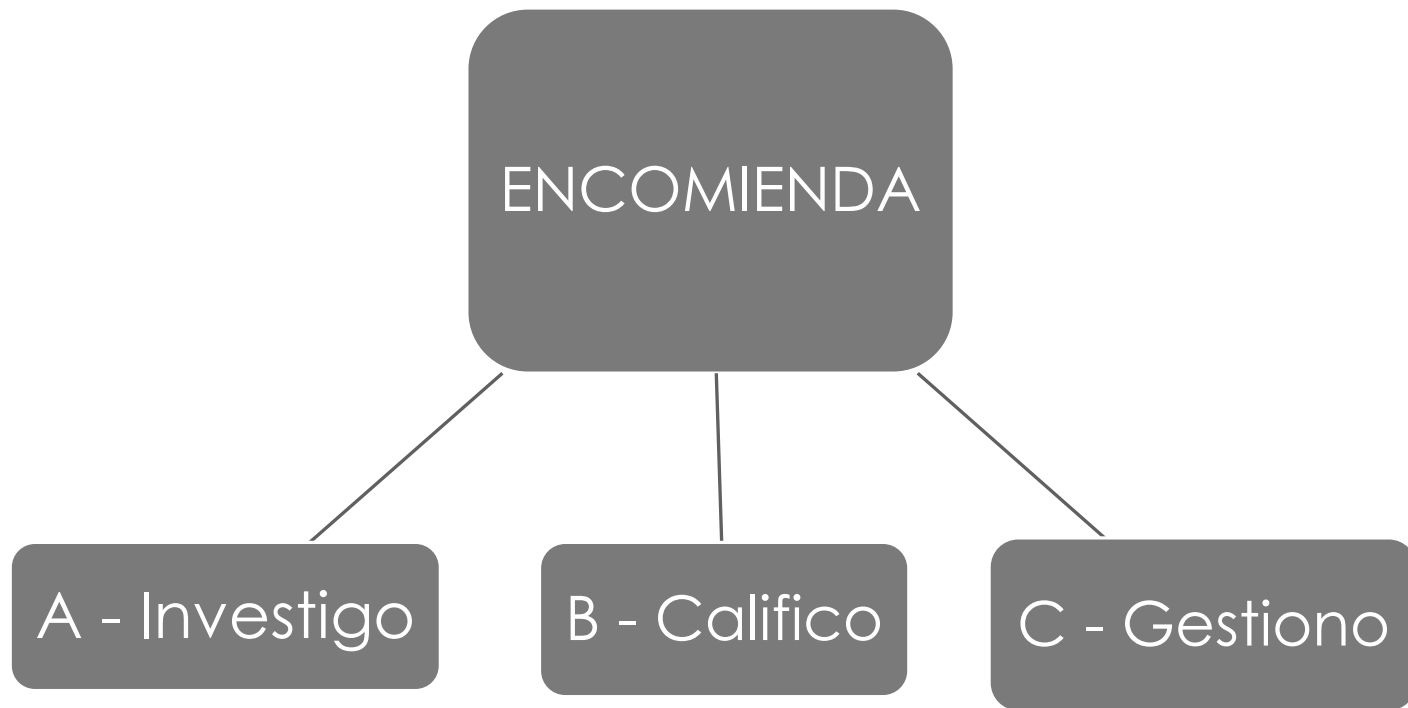 ENCOMIENDA
A - Investigo
B - Califico
C - Gestiono